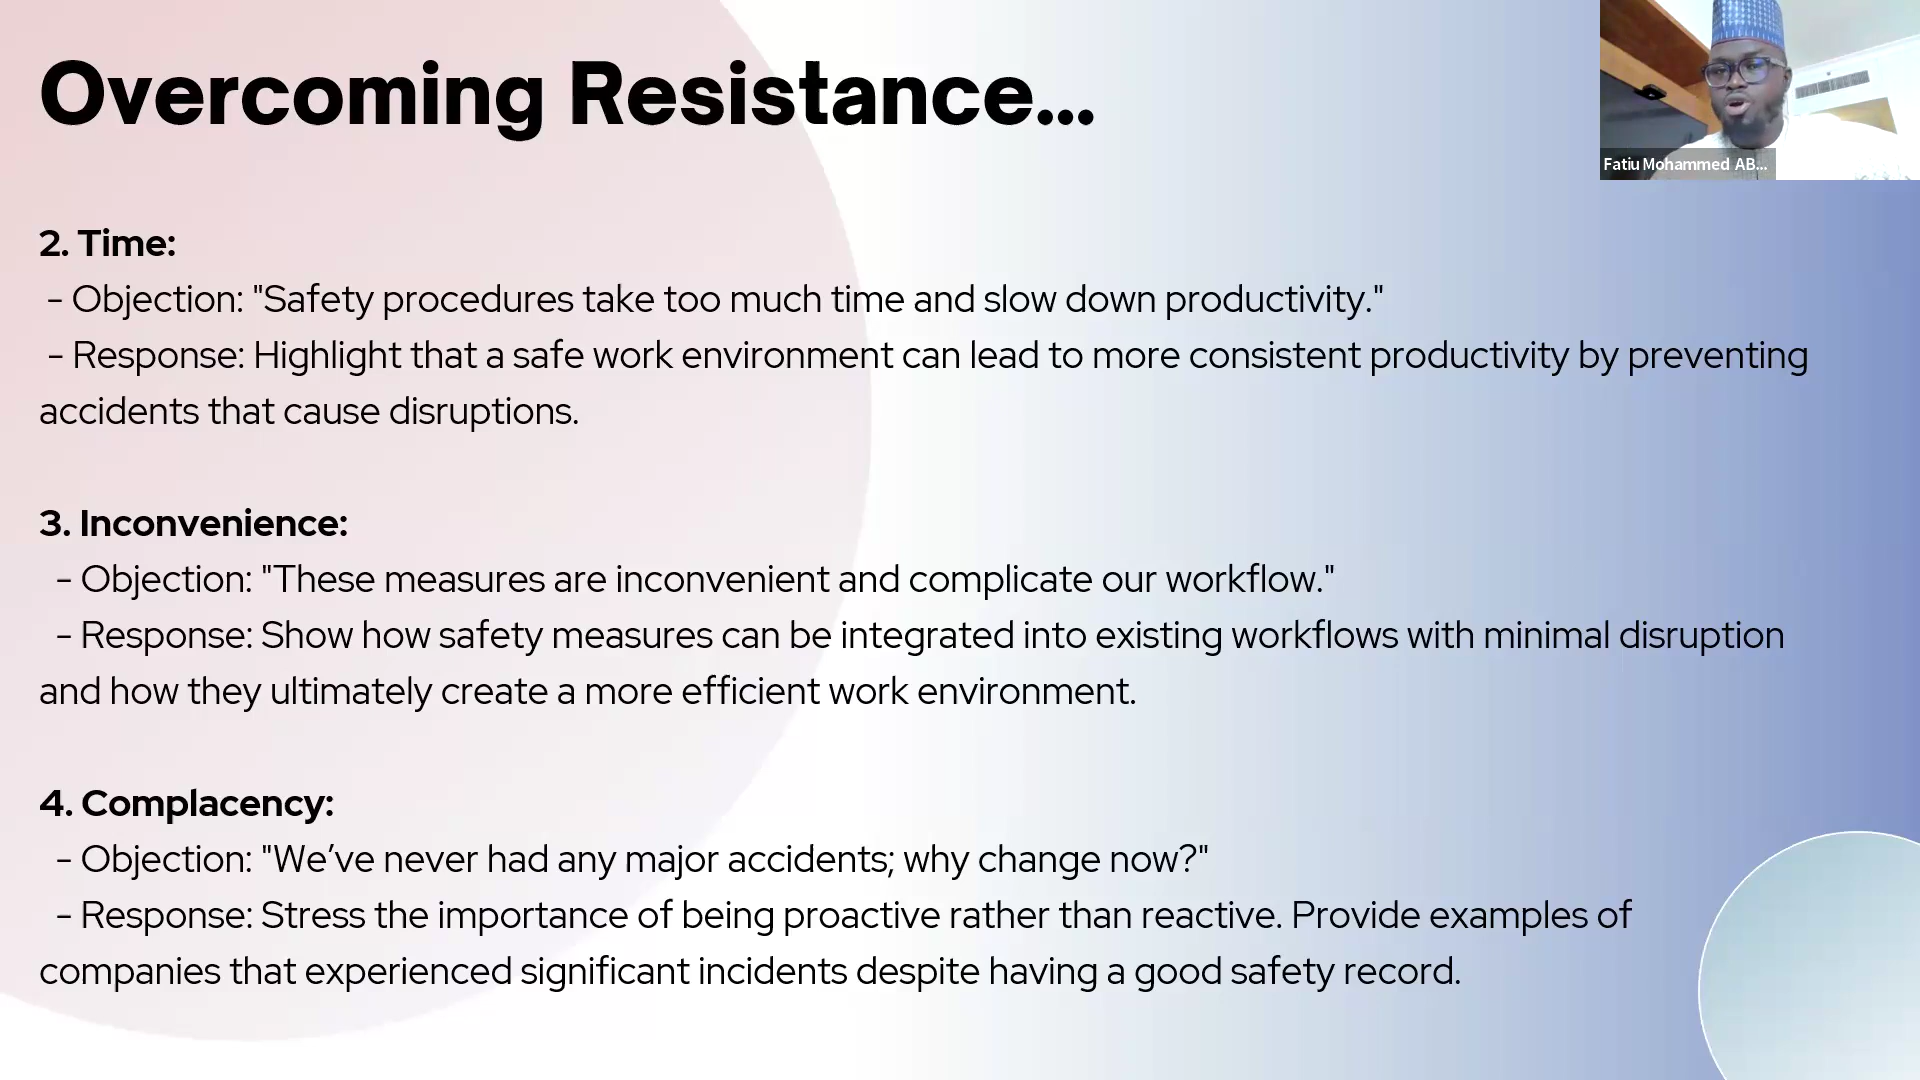 Overcoming Resistance...
Fatiu Mohammed AB...
2. Time:
- Objection: "Safety procedures take too much time and slow down productivity."
- Response: Highlight that a safe work environment can lead to more consistent productivity by preventing
accidents that cause disruptions.
3. Inconvenience:
- Objection: "These measures are inconvenient and complicate our workflow."
- Response: Show how safety measures can be integrated into existing workflows with minimal disruption
and how they ultimately create a more efficient work environment.
4. Complacency:
- Objection: "We’ve never had any major accidents; why change now?"
- Response: Stress the importance of being proactive rather than reactive. Provide examples of
companies that experienced significant incidents despite having a good safety record.